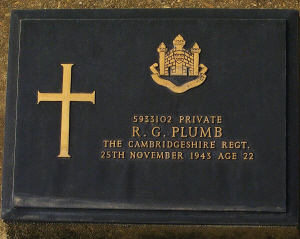 5933102 PRIVATE
R. G. PLUMB
THE CAMBRIDGESHIRE REGT.
25TH NOVEMBER 1943 AGE 22